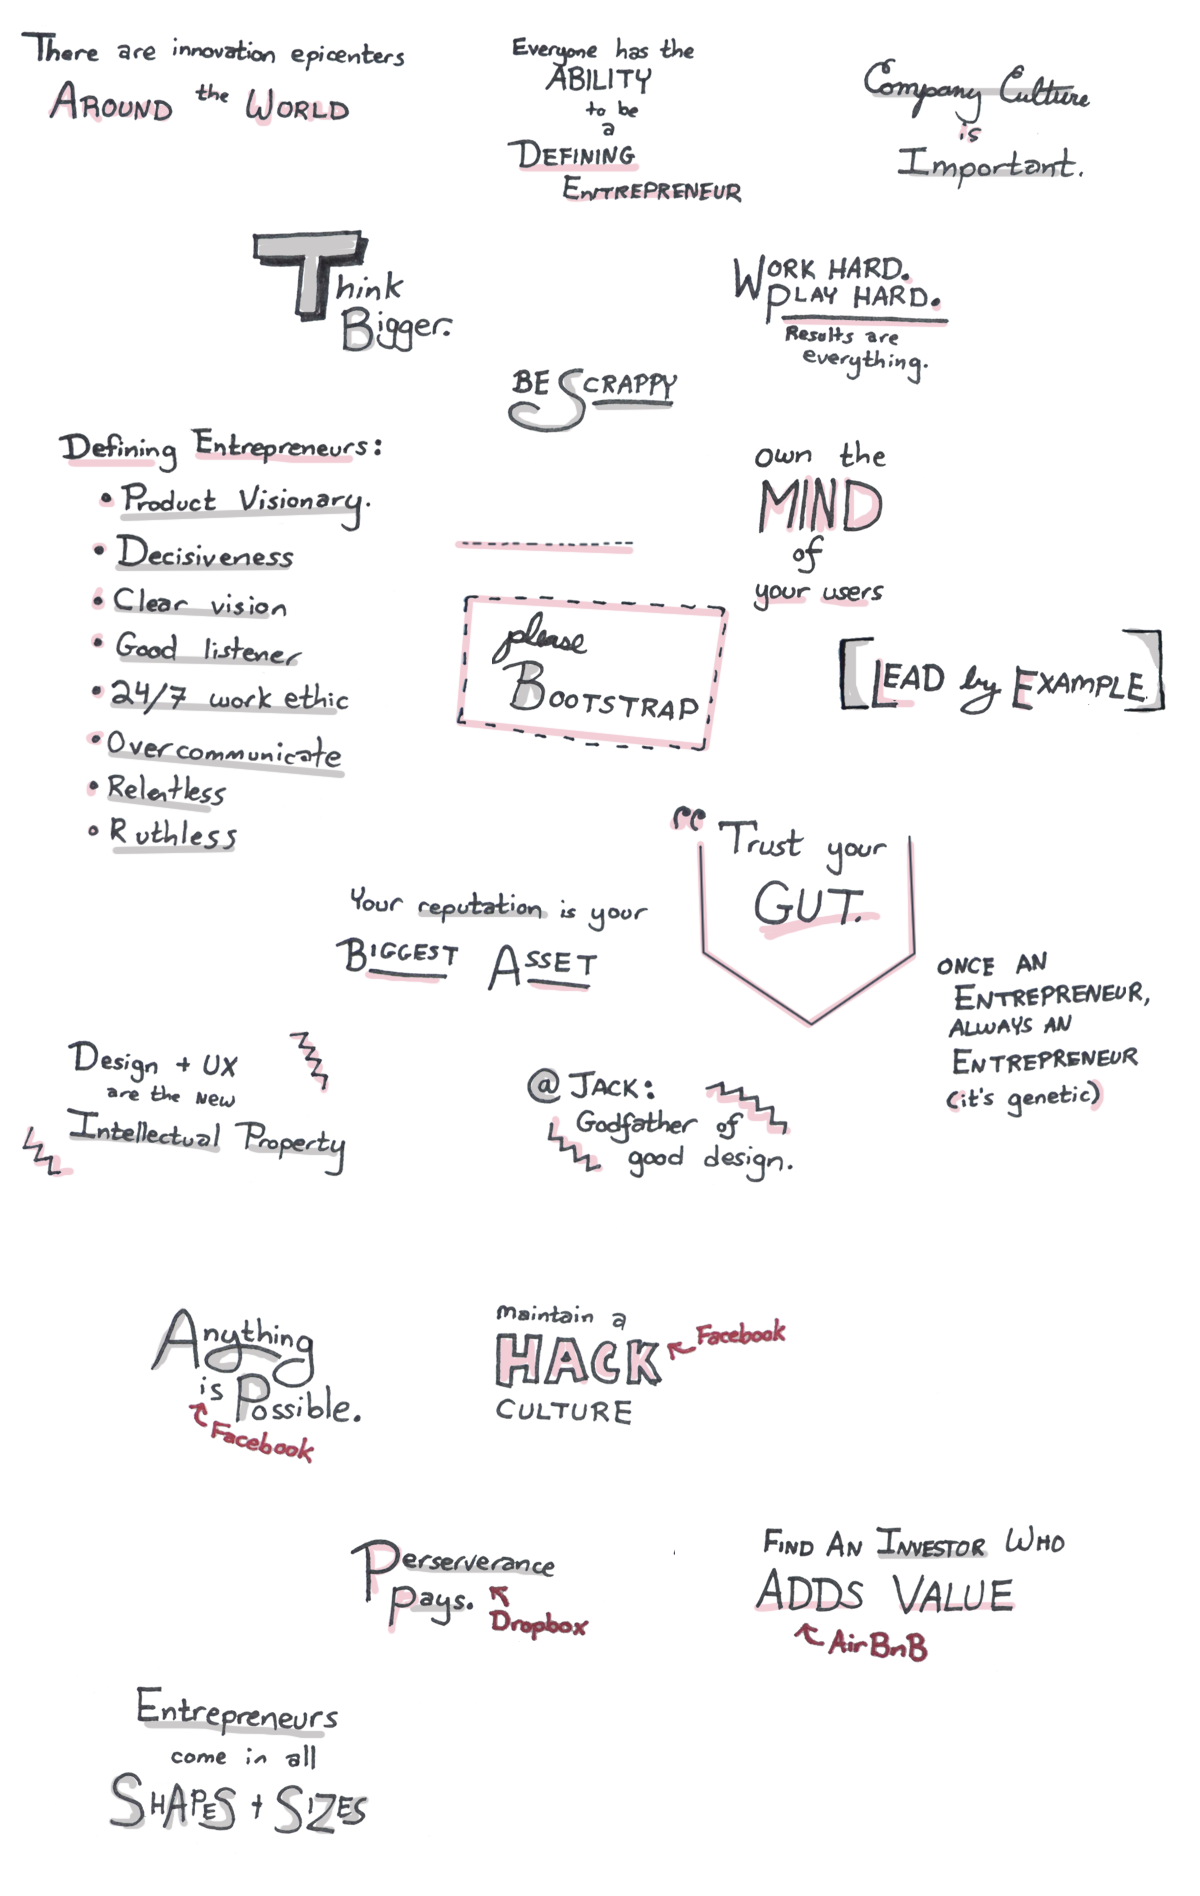 There are innovation epicenters
AROUND the WORLD
Everyone has the
ABILITY
to be
a
DEFINING
ENTREPRENEUR
Company Culture
is
Important.
Think
Bigger.
WORK HARD.
PLAY HARD.
Results are
everything.
BE SCRAPPY
Defining Entrepreneurs:
• Product Visionary.
• Decisiveness
• Clear vision
• Good listener
• 24/7 work ethic
• Overcommunicate
• Relentless
• Ruthless
own the
MIND
of
your users
please
BOOTSTRAP
[LEAD by EXAMPLE]
“Trust your
GUT.
Your reputation is your
BIGGEST ASSET
ONCE AN
ENTREPRENEUR,
ALWAYS AN
ENTREPRENEUR
(it's genetic)
Design + UX
are the new
Intellectual Property
@JACK:
Godfather of
good design.
Anything
is Possible.
Facebook
maintain a
HACK
CULTURE
Facebook
Perserverance
pays.
Dropbox
FIND AN INVESTOR WHO
ADDS VALUE
AirBnB
Entrepreneurs
come in all
SHAPES + SIZES